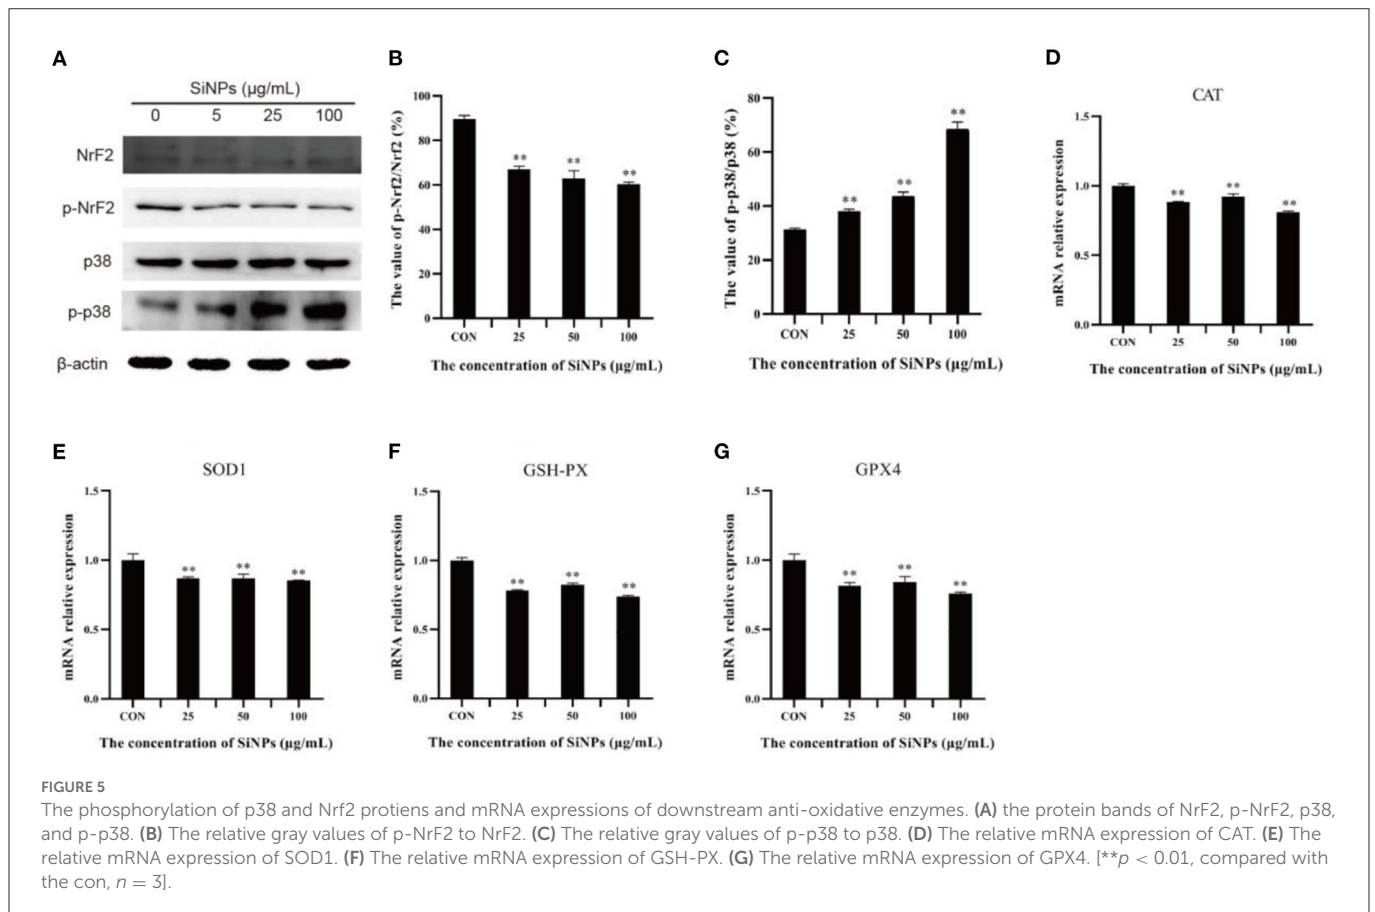 A
SiNPs (µg/mL)
0 5 25 100
NrF2
p-NrF2
p38
p-p38
β-actin
B
The value of p-Nrf2/Nrf2 (%)
100
80
60
40
20
0
** ** **
CON 25 50 100
The concentration of SiNPs (µg/mL)
C
The value of p-p38/p38 (%)
80
60
40
20
0
** ** **
CON 25 50 100
The concentration of SiNPs (µg/mL)
D
CAT
mRNA relative expression
1.5
1.0
0.5
0.0
** ** **
CON 25 50 100
The concentration of SiNPs (µg/mL)
E
SOD1
mRNA relative expression
1.5
1.0
0.5
0.0
** ** **
CON 25 50 100
The concentration of SiNPs (µg/mL)
F
GSH-PX
mRNA relative expression
1.5
1.0
0.5
0.0
** ** **
CON 25 50 100
The concentration of SiNPs (µg/mL)
G
GPX4
mRNA relative expression
1.5
1.0
0.5
0.0
** ** **
CON 25 50 100
The concentration of SiNPs (µg/mL)
FIGURE 5
The phosphorylation of p38 and Nrf2 protiens and mRNA expressions of downstream anti-oxidative enzymes. (A) the protein bands of NrF2, p-NrF2, p38,
and p-p38. (B) The relative gray values of p-NrF2 to NrF2. (C) The relative gray values of p-p38 to p38. (D) The relative mRNA expression of CAT. (E) The
relative mRNA expression of SOD1. (F) The relative mRNA expression of GSH-PX. (G) The relative mRNA expression of GPX4. [**p < 0.01, compared with
the con, n = 3].